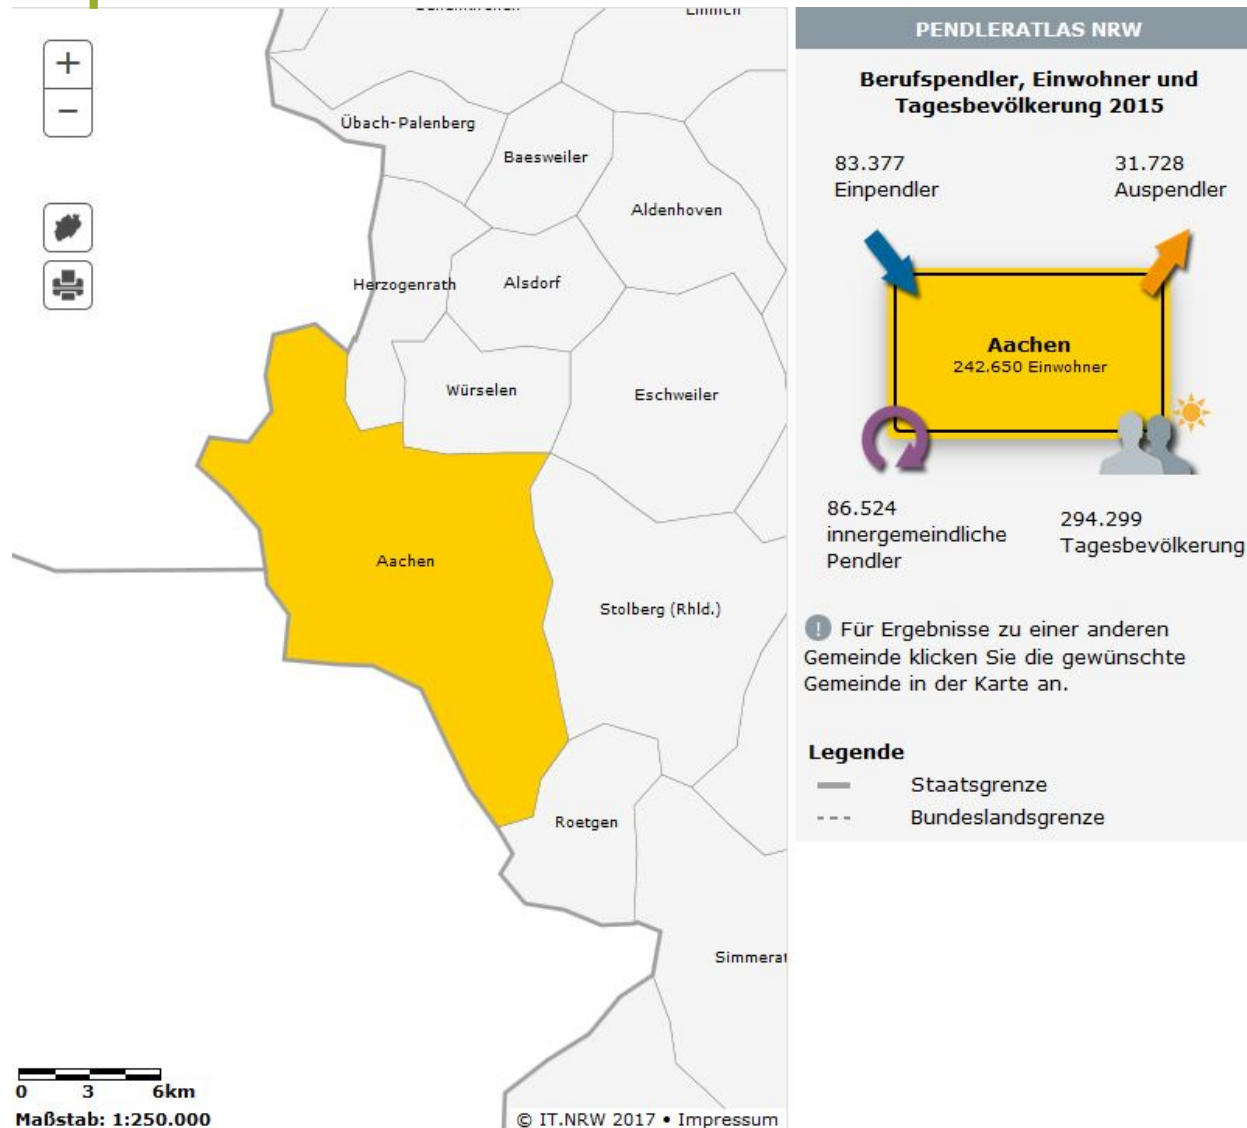 +
−
Übach-Palenberg
Baesweiler
Aldenhoven
Herzogenrath
Alsdorf
Würselen
Eschweiler
Aachen
Stolberg (Rhld.)
Roetgen
Simmerat
0 3 6km
Maßstab: 1:250.000
© IT.NRW 2017 • Impressum
PENDLERATLAS NRW
Berufspendler, Einwohner und
Tagesbevölkerung 2015
83.377
Einpendler
31.728
Auspendler
Aachen
242.650 Einwohner
86.524
innergemeindliche
Pendler
294.299
Tagesbevölkerung
! Für Ergebnisse zu einer anderen
Gemeinde klicken Sie die gewünschte
Gemeinde in der Karte an.
Legende
Staatsgrenze
Bundeslandsgrenze